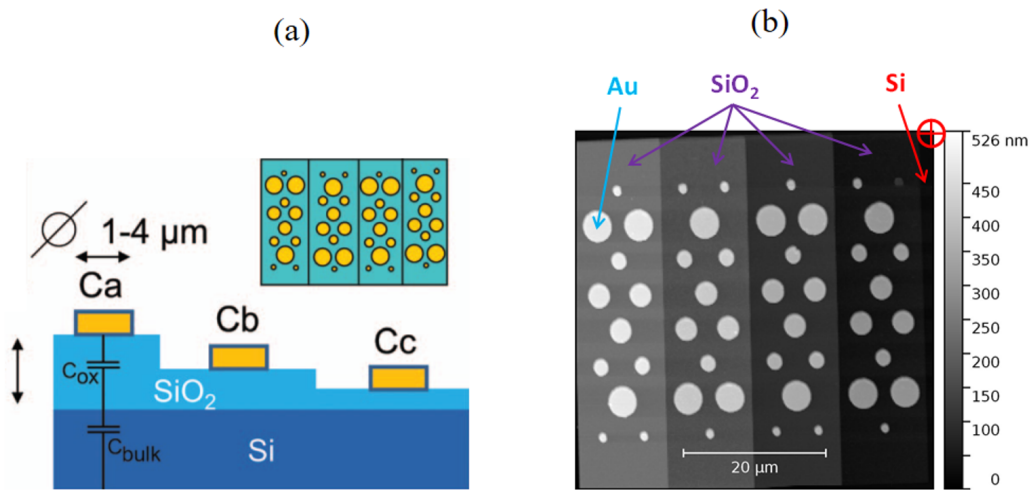 (a)
(b)
Au
SiO₂
Si
1-4 μm
Ca
Cb
Cc
Cox
SiO₂
Cbulk
Si
526 nm
450
400
350
300
250
200
150
100
0
20 μm